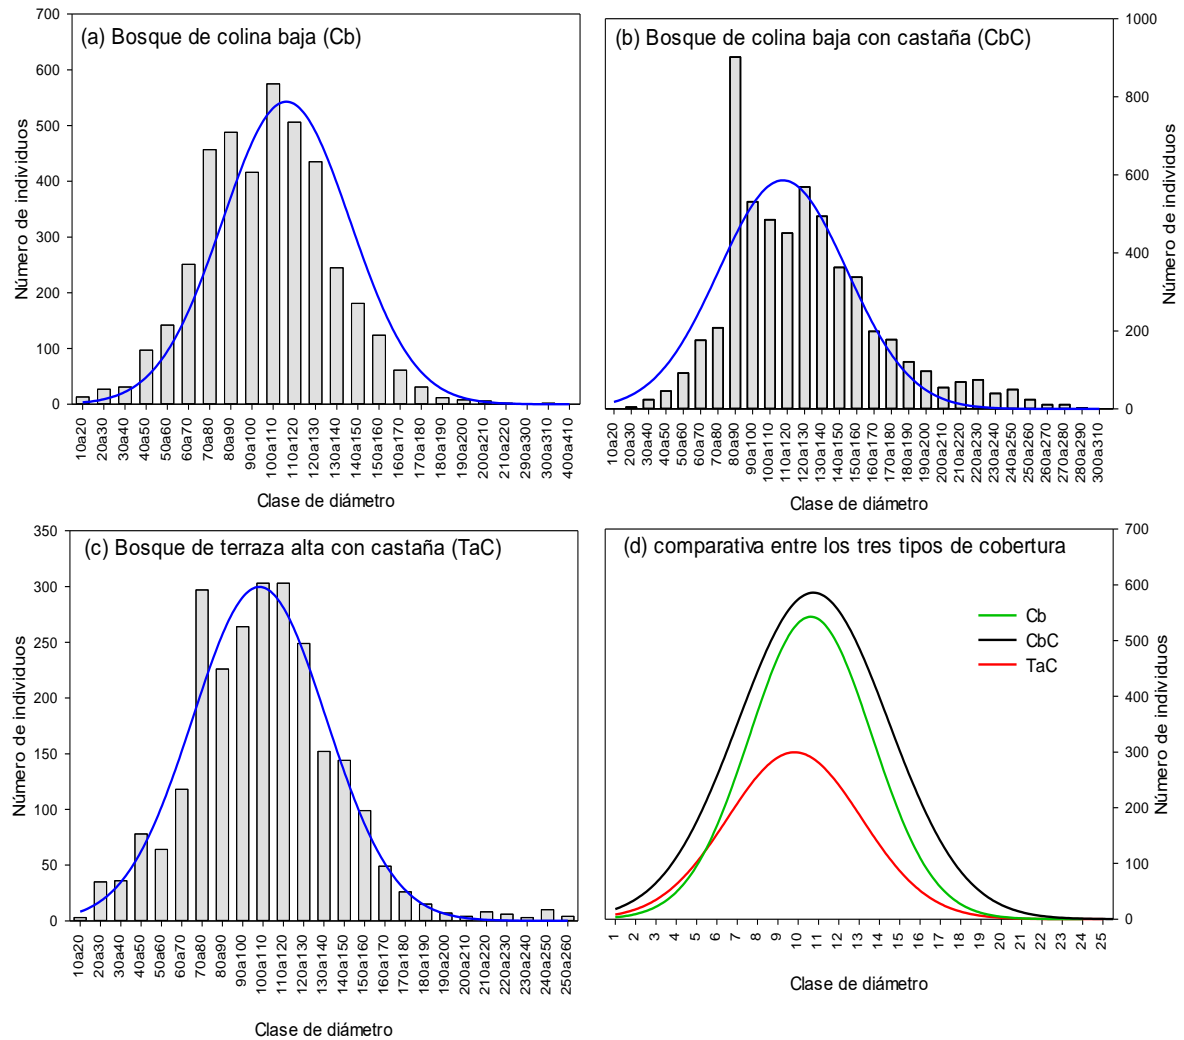 (a) Bosque de colina baja (Cb)
Número de individuos
700
600
500
400
300
200
100
0
10a20
20a30
30a40
40a50
50a60
60a70
70a80
80a90
90a100
100a110
110a120
120a130
130a140
140a150
150a160
160a170
170a180
180a190
190a200
200a210
210a220
290a300
300a310
400a410
Clase de diámetro
(b) Bosque de colina baja con castaña (CbC)
1000
800
600
400
200
0
Número de individuos
10a20
20a30
30a40
40a50
50a60
60a70
70a80
80a90
90a100
100a110
110a120
120a130
130a140
140a150
150a160
160a170
170a180
180a190
190a200
200a210
210a220
220a230
230a240
240a250
250a260
260a270
270a280
280a290
300a310
Clase de diámetro
(c) Bosque de terraza alta con castaña (TaC)
Número de individuos
350
300
250
200
150
100
50
0
10a20
20a30
30a40
40a50
50a60
60a70
70a80
80a90
90a100
100a110
110a120
120a130
130a140
140a150
150a160
160a170
170a180
180a190
190a200
200a210
210a220
220a230
230a240
240a250
250a260
Clase de diámetro
(d) comparativa entre los tres tipos de cobertura
Cb
CbC
TaC
700
600
500
400
300
200
100
0
Número de individuos
1
2
3
4
5
6
7
8
9
10
11
12
13
14
15
16
17
18
19
20
21
22
23
24
25
Clase de diámetro